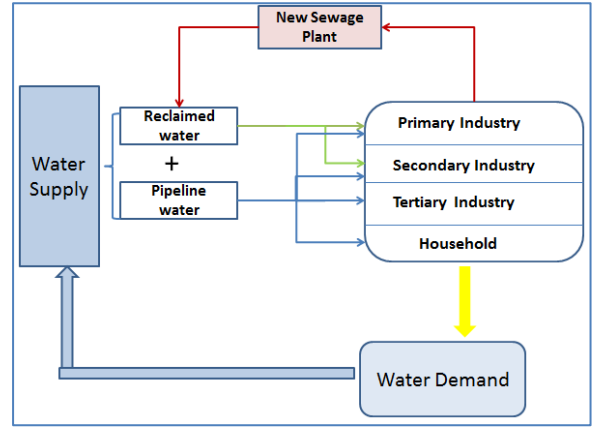 New Sewage
Plant
Reclaimed
water
+
Pipeline
water
Water
Supply
Primary Industry
Secondary Industry
Tertiary Industry
Household
Water Demand